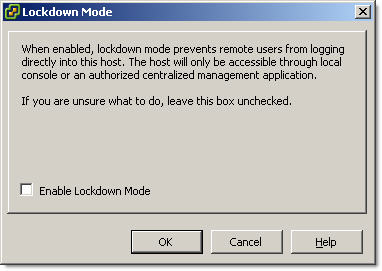 Lockdown Mode
When enabled, lockdown mode prevents remote users from logging
directly into this host. The host will only be accessible through local
console or an authorized centralized management application.
If you are unsure what to do, leave this box unchecked.
Enable Lockdown Mode
OK
Cancel
Help